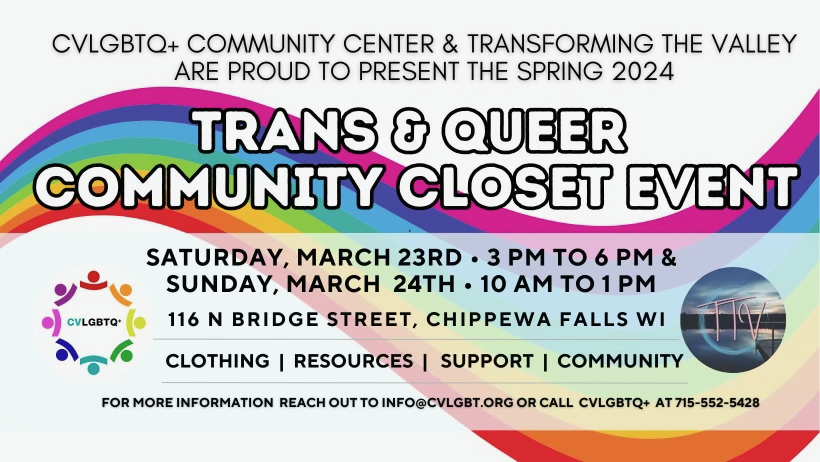 CVLGBTQ+ COMMUNITY CENTER & TRANSFORMING THE VALLEY
ARE PROUD TO PRESENT THE SPRING 2024
TRANS & QUEER
COMMUNITY CLOSET EVENT
SATURDAY, MARCH 23RD • 3 PM TO 6 PM &
SUNDAY, MARCH 24TH • 10 AM TO 1 PM
CVLGBTQ+
TTV
116 N BRIDGE STREET, CHIPPEWA FALLS WI
CLOTHING | RESOURCES | SUPPORT | COMMUNITY
FOR MORE INFORMATION REACH OUT TO INFO@CVLGBT.ORG OR CALL CVLGBTQ+ AT 715-552-5428